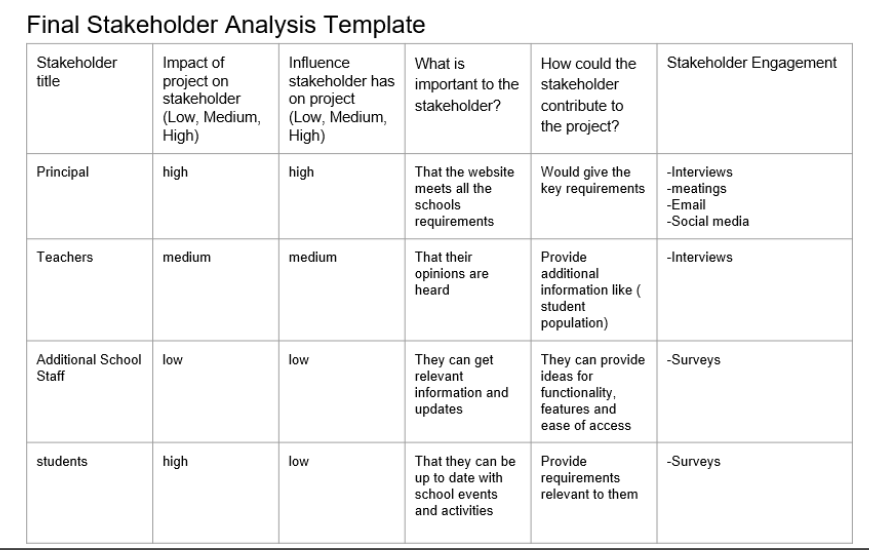 Final Stakeholder Analysis Template
Stakeholder
title
Impact of
project on
stakeholder
(Low, Medium,
High)
Influence
stakeholder has
on project
(Low, Medium,
High)
What is
important to the
stakeholder?
How could the
stakeholder
contribute to
the project?
Stakeholder Engagement
Principal
high
high
That the website
meets all the
schools
requirements
Would give the
key requirements
-Interviews
-meatings
-Email
-Social media
Teachers
medium
medium
That their
opinions are
heard
Provide
additional
information like (
student
population)
-Interviews
Additional School
Staff
low
low
They can get
relevant
information and
updates
They can provide
ideas for
functionality,
features and
ease of access
-Surveys
students
high
low
That they can be
up to date with
school events
and activities
Provide
requirements
relevant to them
-Surveys